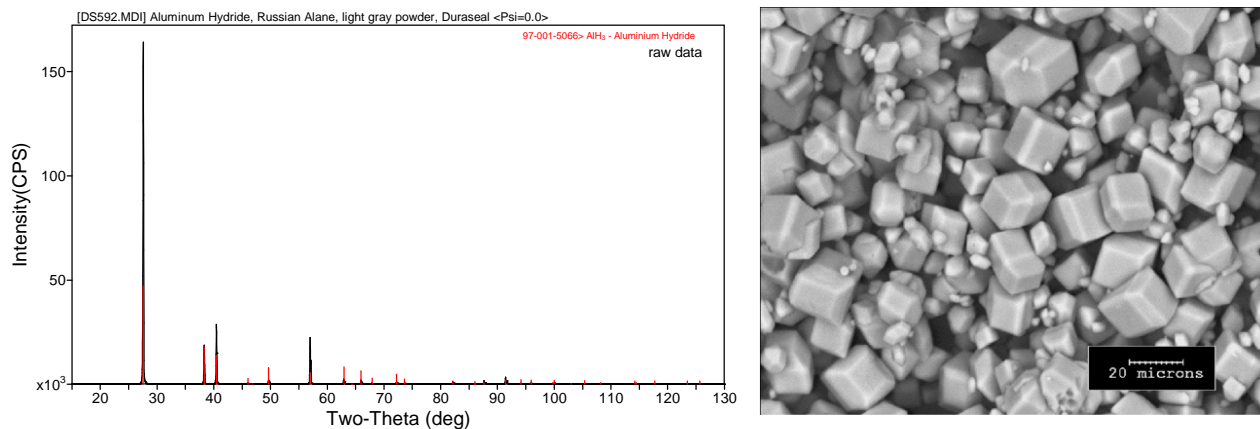 [DS592.MDI] Aluminum Hydride, Russian Alane, light gray powder, Duraseal <Psi=0.0>
97-001-5066> AlH₃ - Aluminium Hydride
raw data
Intensity(CPS)
150
100
50
x10³
20 30 40 50 60 70 80 90 100 110 120 130
Two-Theta (deg)
20 microns